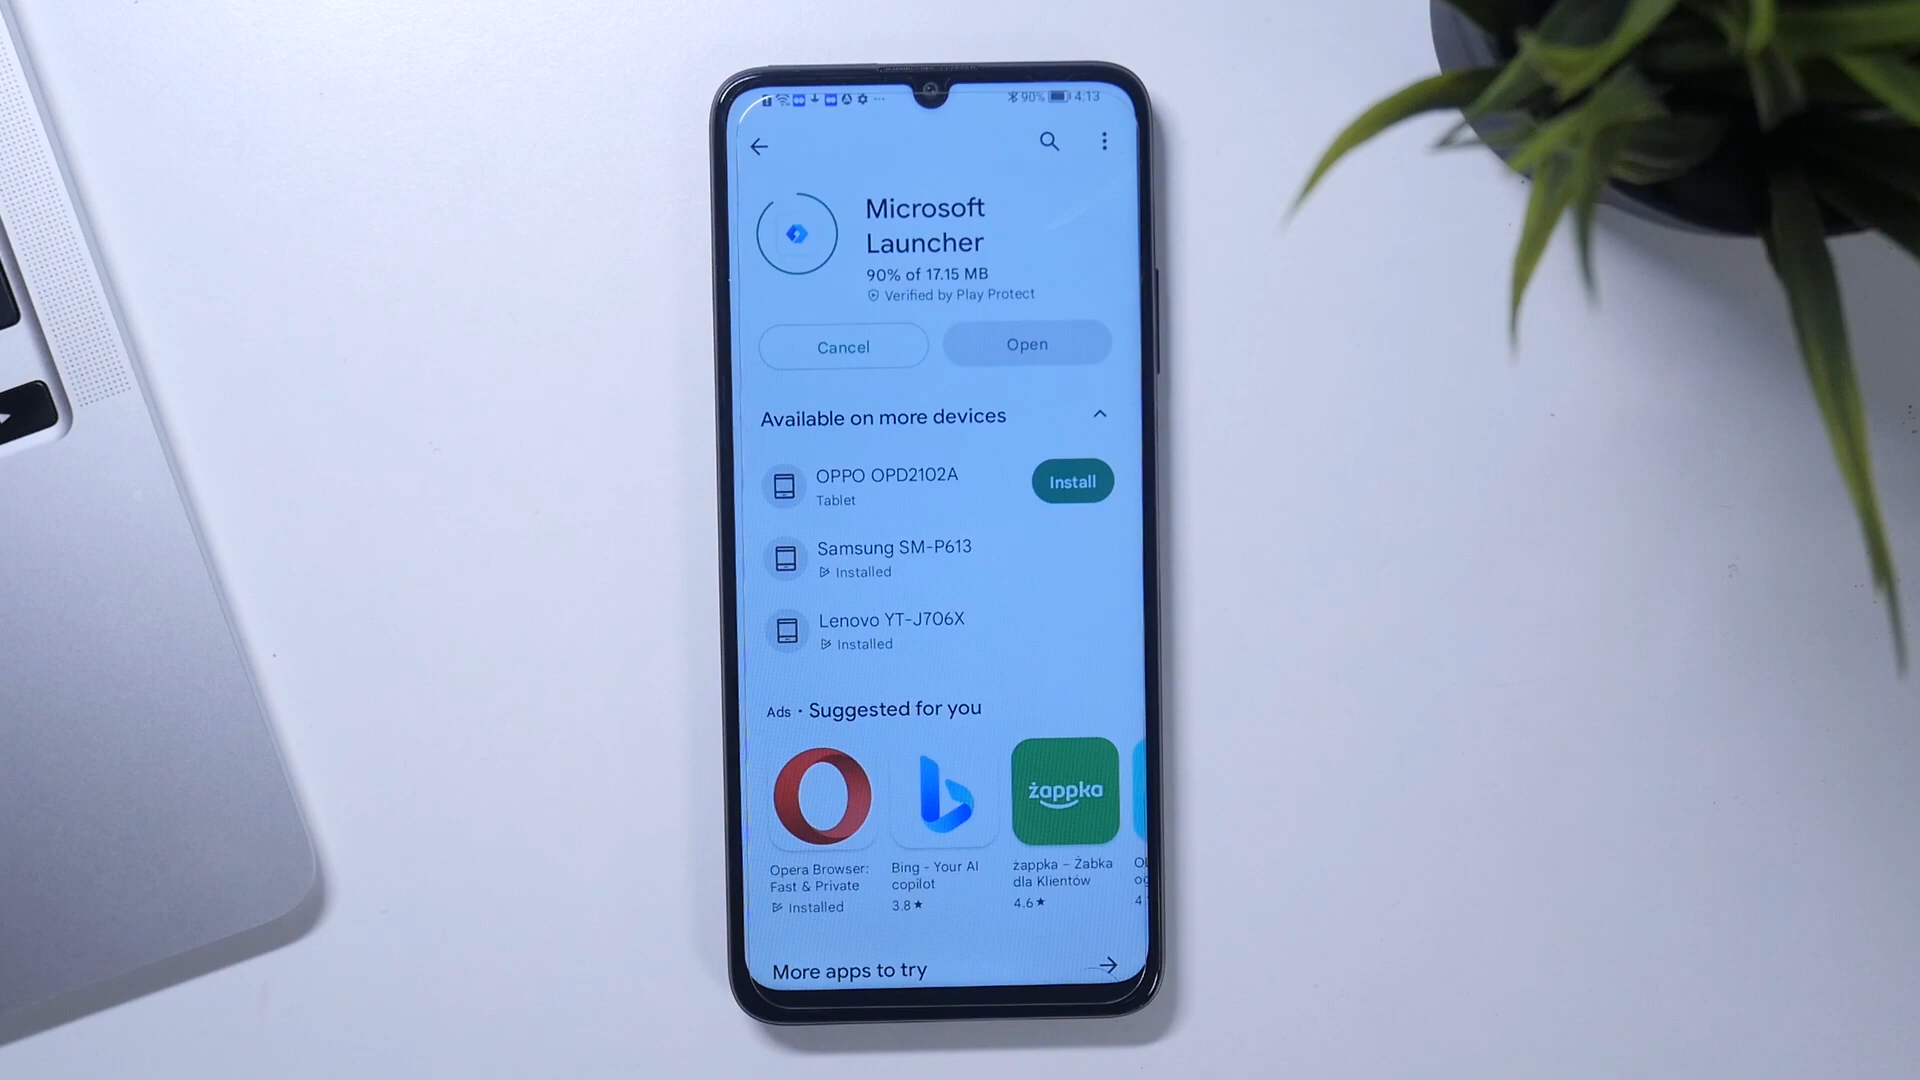 90% 4:13
Microsoft
Launcher
90% of 17.15 MB
Verified by Play Protect
Cancel
Open
Available on more devices
OPPO OPD2102A
Tablet
Install
Samsung SM-P613
Installed
Lenovo YT-J706X
Installed
Ads • Suggested for you
żappka
Opera Browser:
Fast & Private
Installed
Bing - Your AI
copilot
3.8★
żappka – Żabka
dla Klientów
4.6★
4
More apps to try